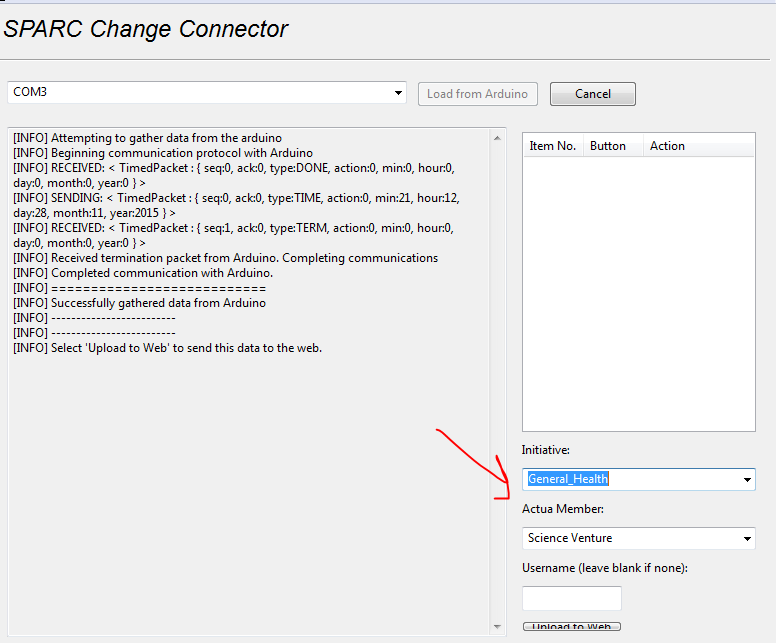 SPARC Change Connector
COM3
Load from Arduino
Cancel
[INFO] Attempting to gather data from the arduino
[INFO] Beginning communication protocol with Arduino
[INFO] RECEIVED: < TimedPacket : { seq:0, ack:0, type:DONE, action:0, min:0, hour:0,
day:0, month:0, year:0 } >
[INFO] SENDING: < TimedPacket : { seq:0, ack:0, type:TIME, action:0, min:21, hour:12,
day:28, month:11, year:2015 } >
[INFO] RECEIVED: < TimedPacket : { seq:1, ack:0, type:TERM, action:0, min:0, hour:0,
day:0, month:0, year:0 } >
[INFO] Received termination packet from Arduino. Completing communications
[INFO] Completed communication with Arduino.
[INFO] ===========================
[INFO] Successfully gathered data from Arduino
[INFO] -------------------------
[INFO] -------------------------
[INFO] Select 'Upload to Web' to send this data to the web.
Item No. Button Action
Initiative:
General_Health
Actua Member:
Science Venture
Username (leave blank if none):
Upload to Web